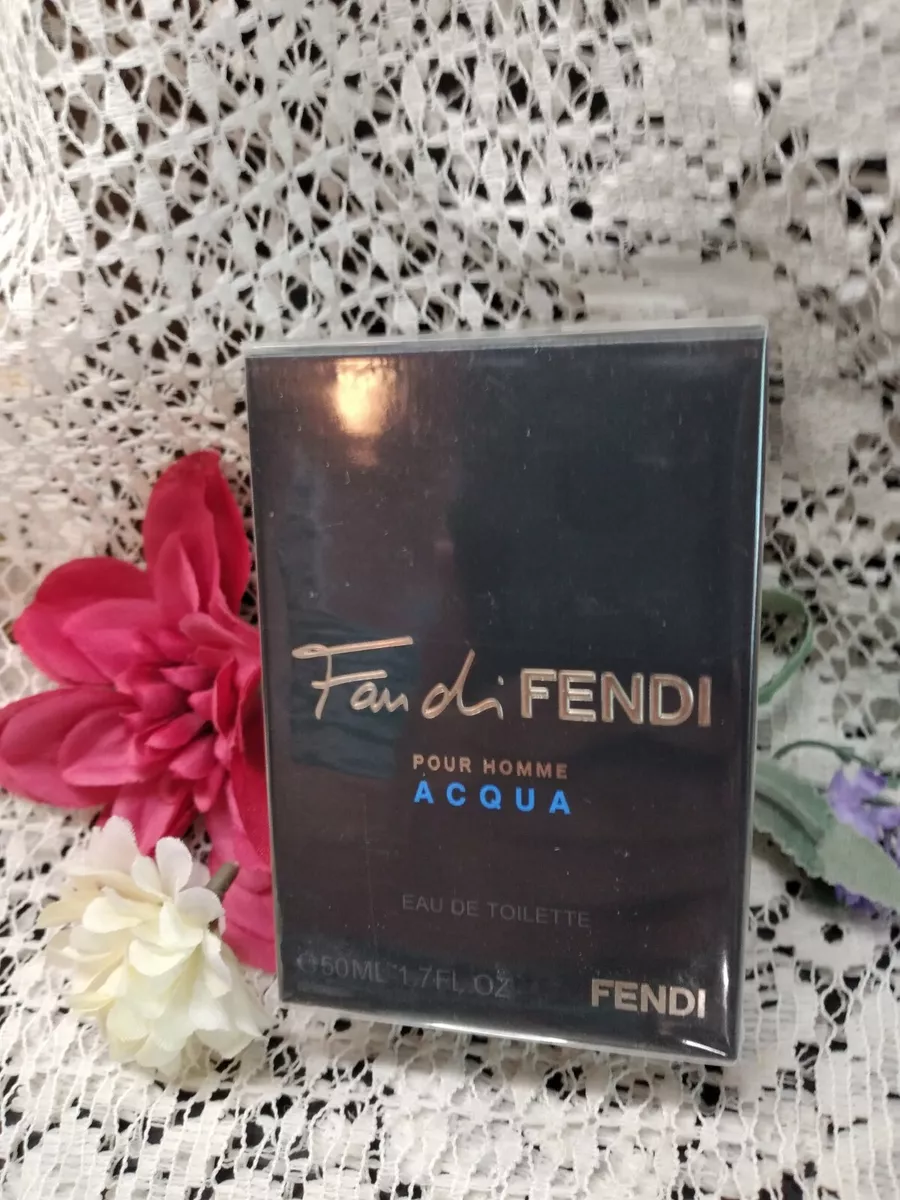 Fan di FENDI
POUR HOMME
ACQUA
EAU DE TOILETTE
℮50ML 1.7FL.OZ
FENDI